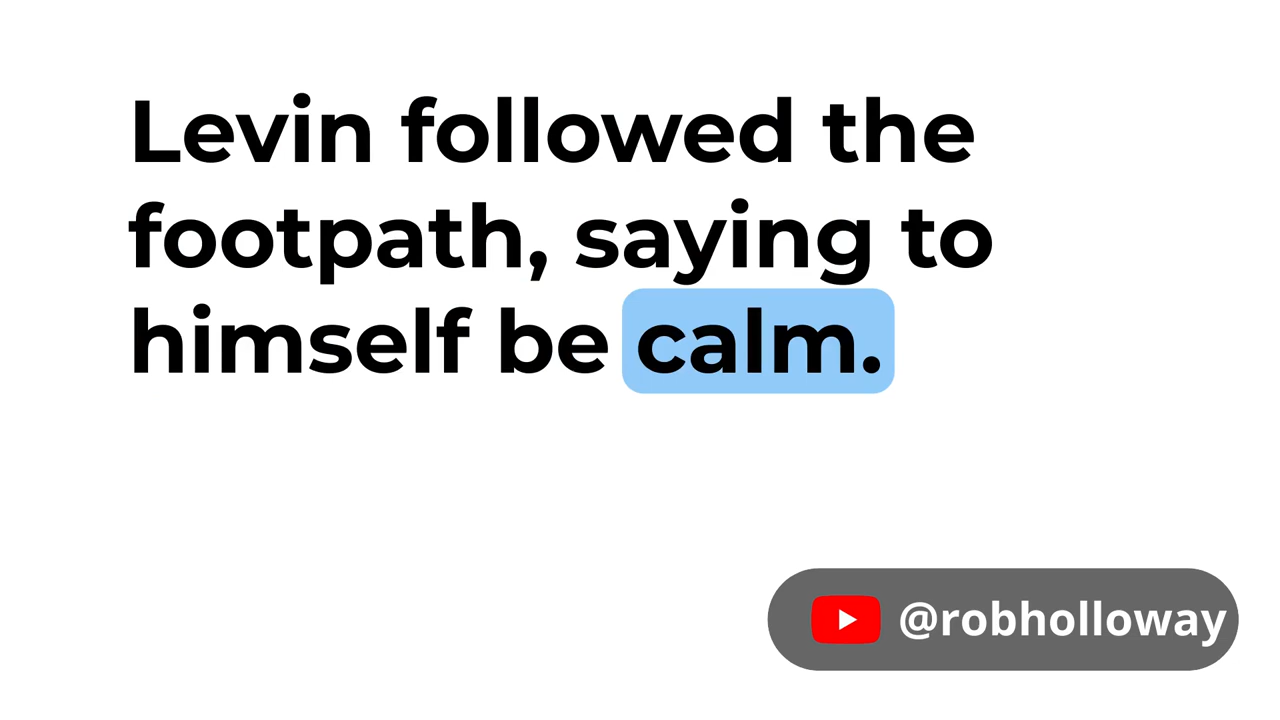 Levin followed the
footpath, saying to
himself be calm.
@robholloway